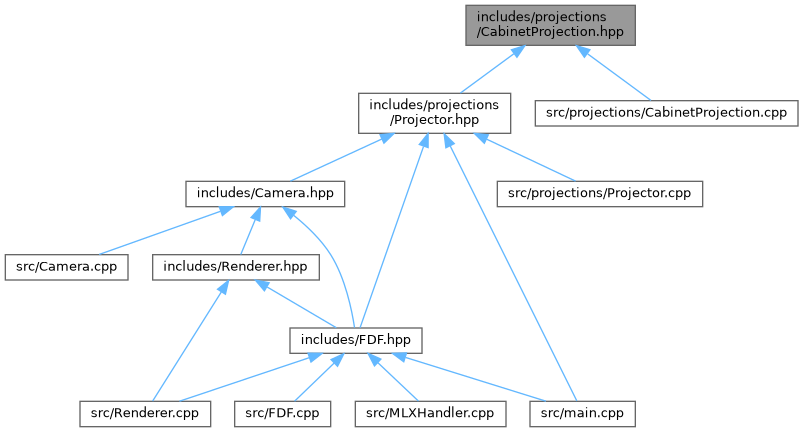 includes/projections
/CabinetProjection.hpp
includes/projections
/Projector.hpp
src/projections/CabinetProjection.cpp
includes/Camera.hpp
src/projections/Projector.cpp
src/Camera.cpp
includes/Renderer.hpp
includes/FDF.hpp
src/Renderer.cpp
src/FDF.cpp
src/MLXHandler.cpp
src/main.cpp